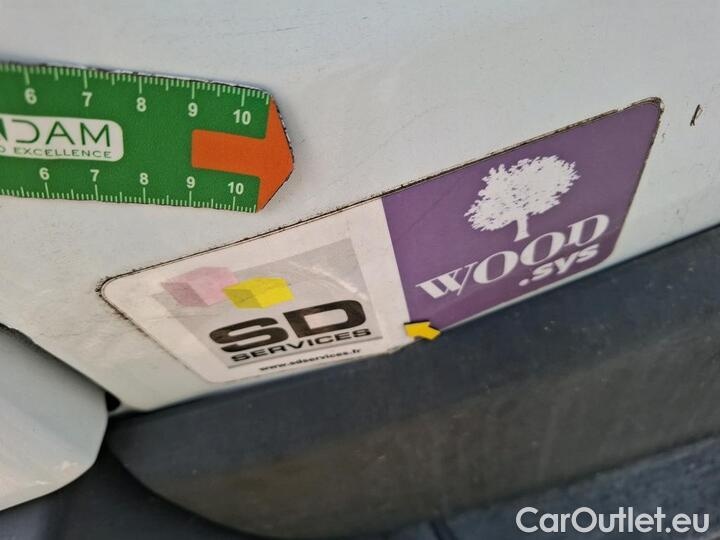 6 7 8 9 10
DAM
EXCELLENCE
6 7 8 9 10
WOOD
.sys
SD
SERVICES
www.sdservices.fr
CarOutlet.eu